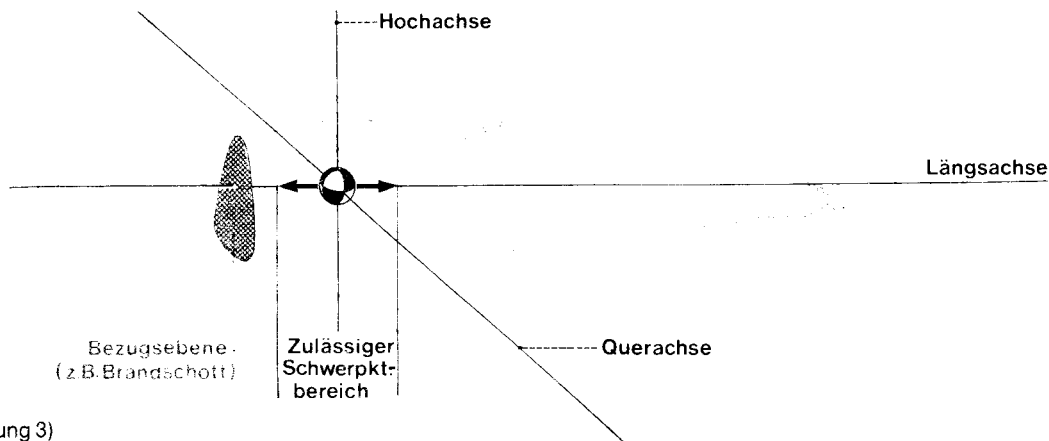 Hochachse
Längsachse
Bezugsebene
(z.B. Brandschott)
Zulässiger
Schwerpkt-
bereich
Querachse
ung 3)